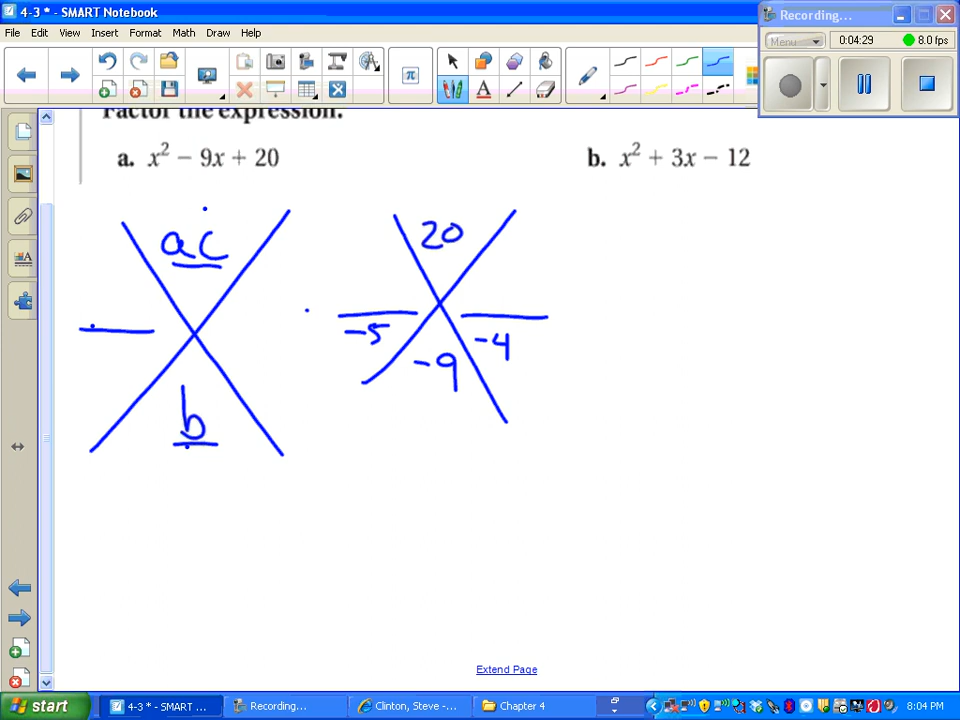 4-3 * - SMART Notebook
Recording...
File Edit View Insert Format Math Draw Help
Menu
0:04:29
8.0 fps
π
A
Factor the expression.
a. x² − 9x + 20
b. x² + 3x − 12
ac
20
-5
-4
-9
b
Extend Page
start
4-3 * - SMART ...
Recording...
Clinton, Steve -...
Chapter 4
8:04 PM